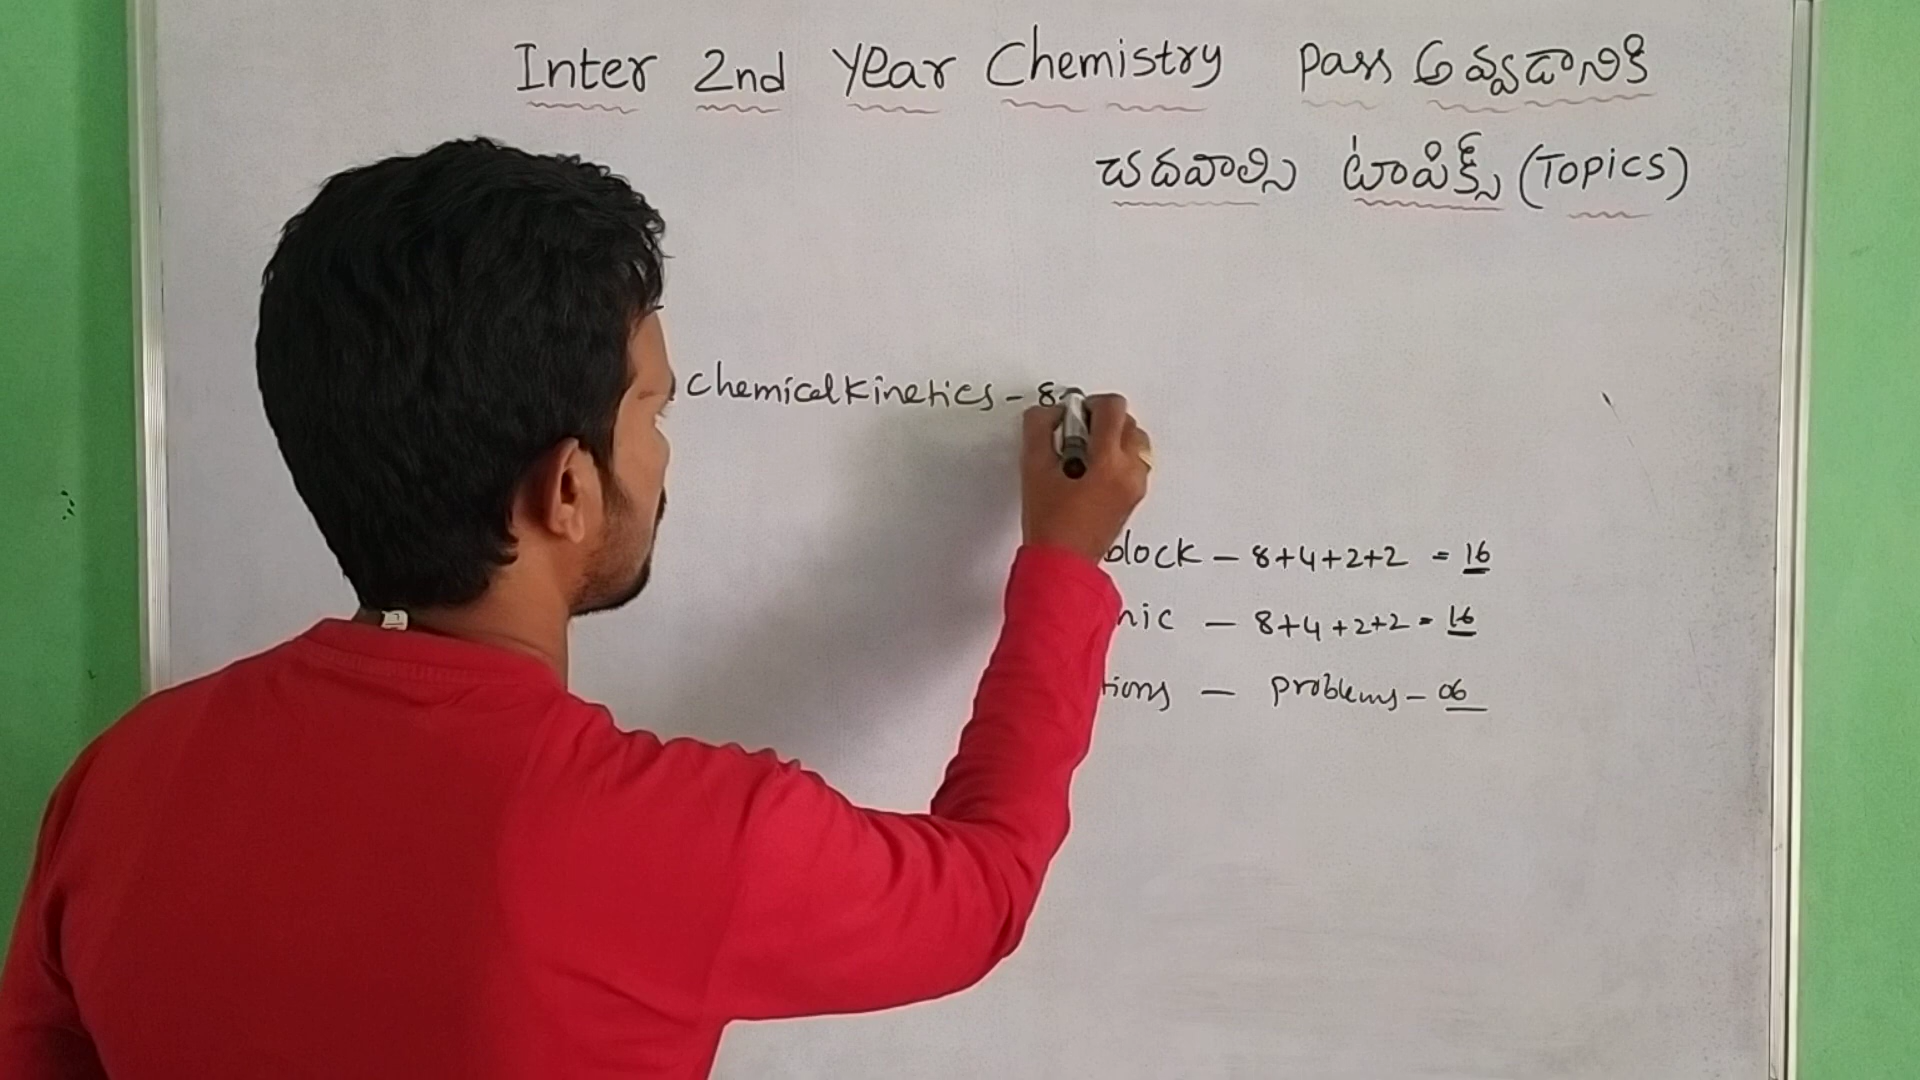 Inter 2nd Year Chemistry Pass అవ్వడానికి
చదవాల్సి టాపిక్స్ (Topics)
Chemical Kinetics - 8
block - 8+4+2+2 = 16
nic - 8+4+2+2 = 16
tions - Problems - 06